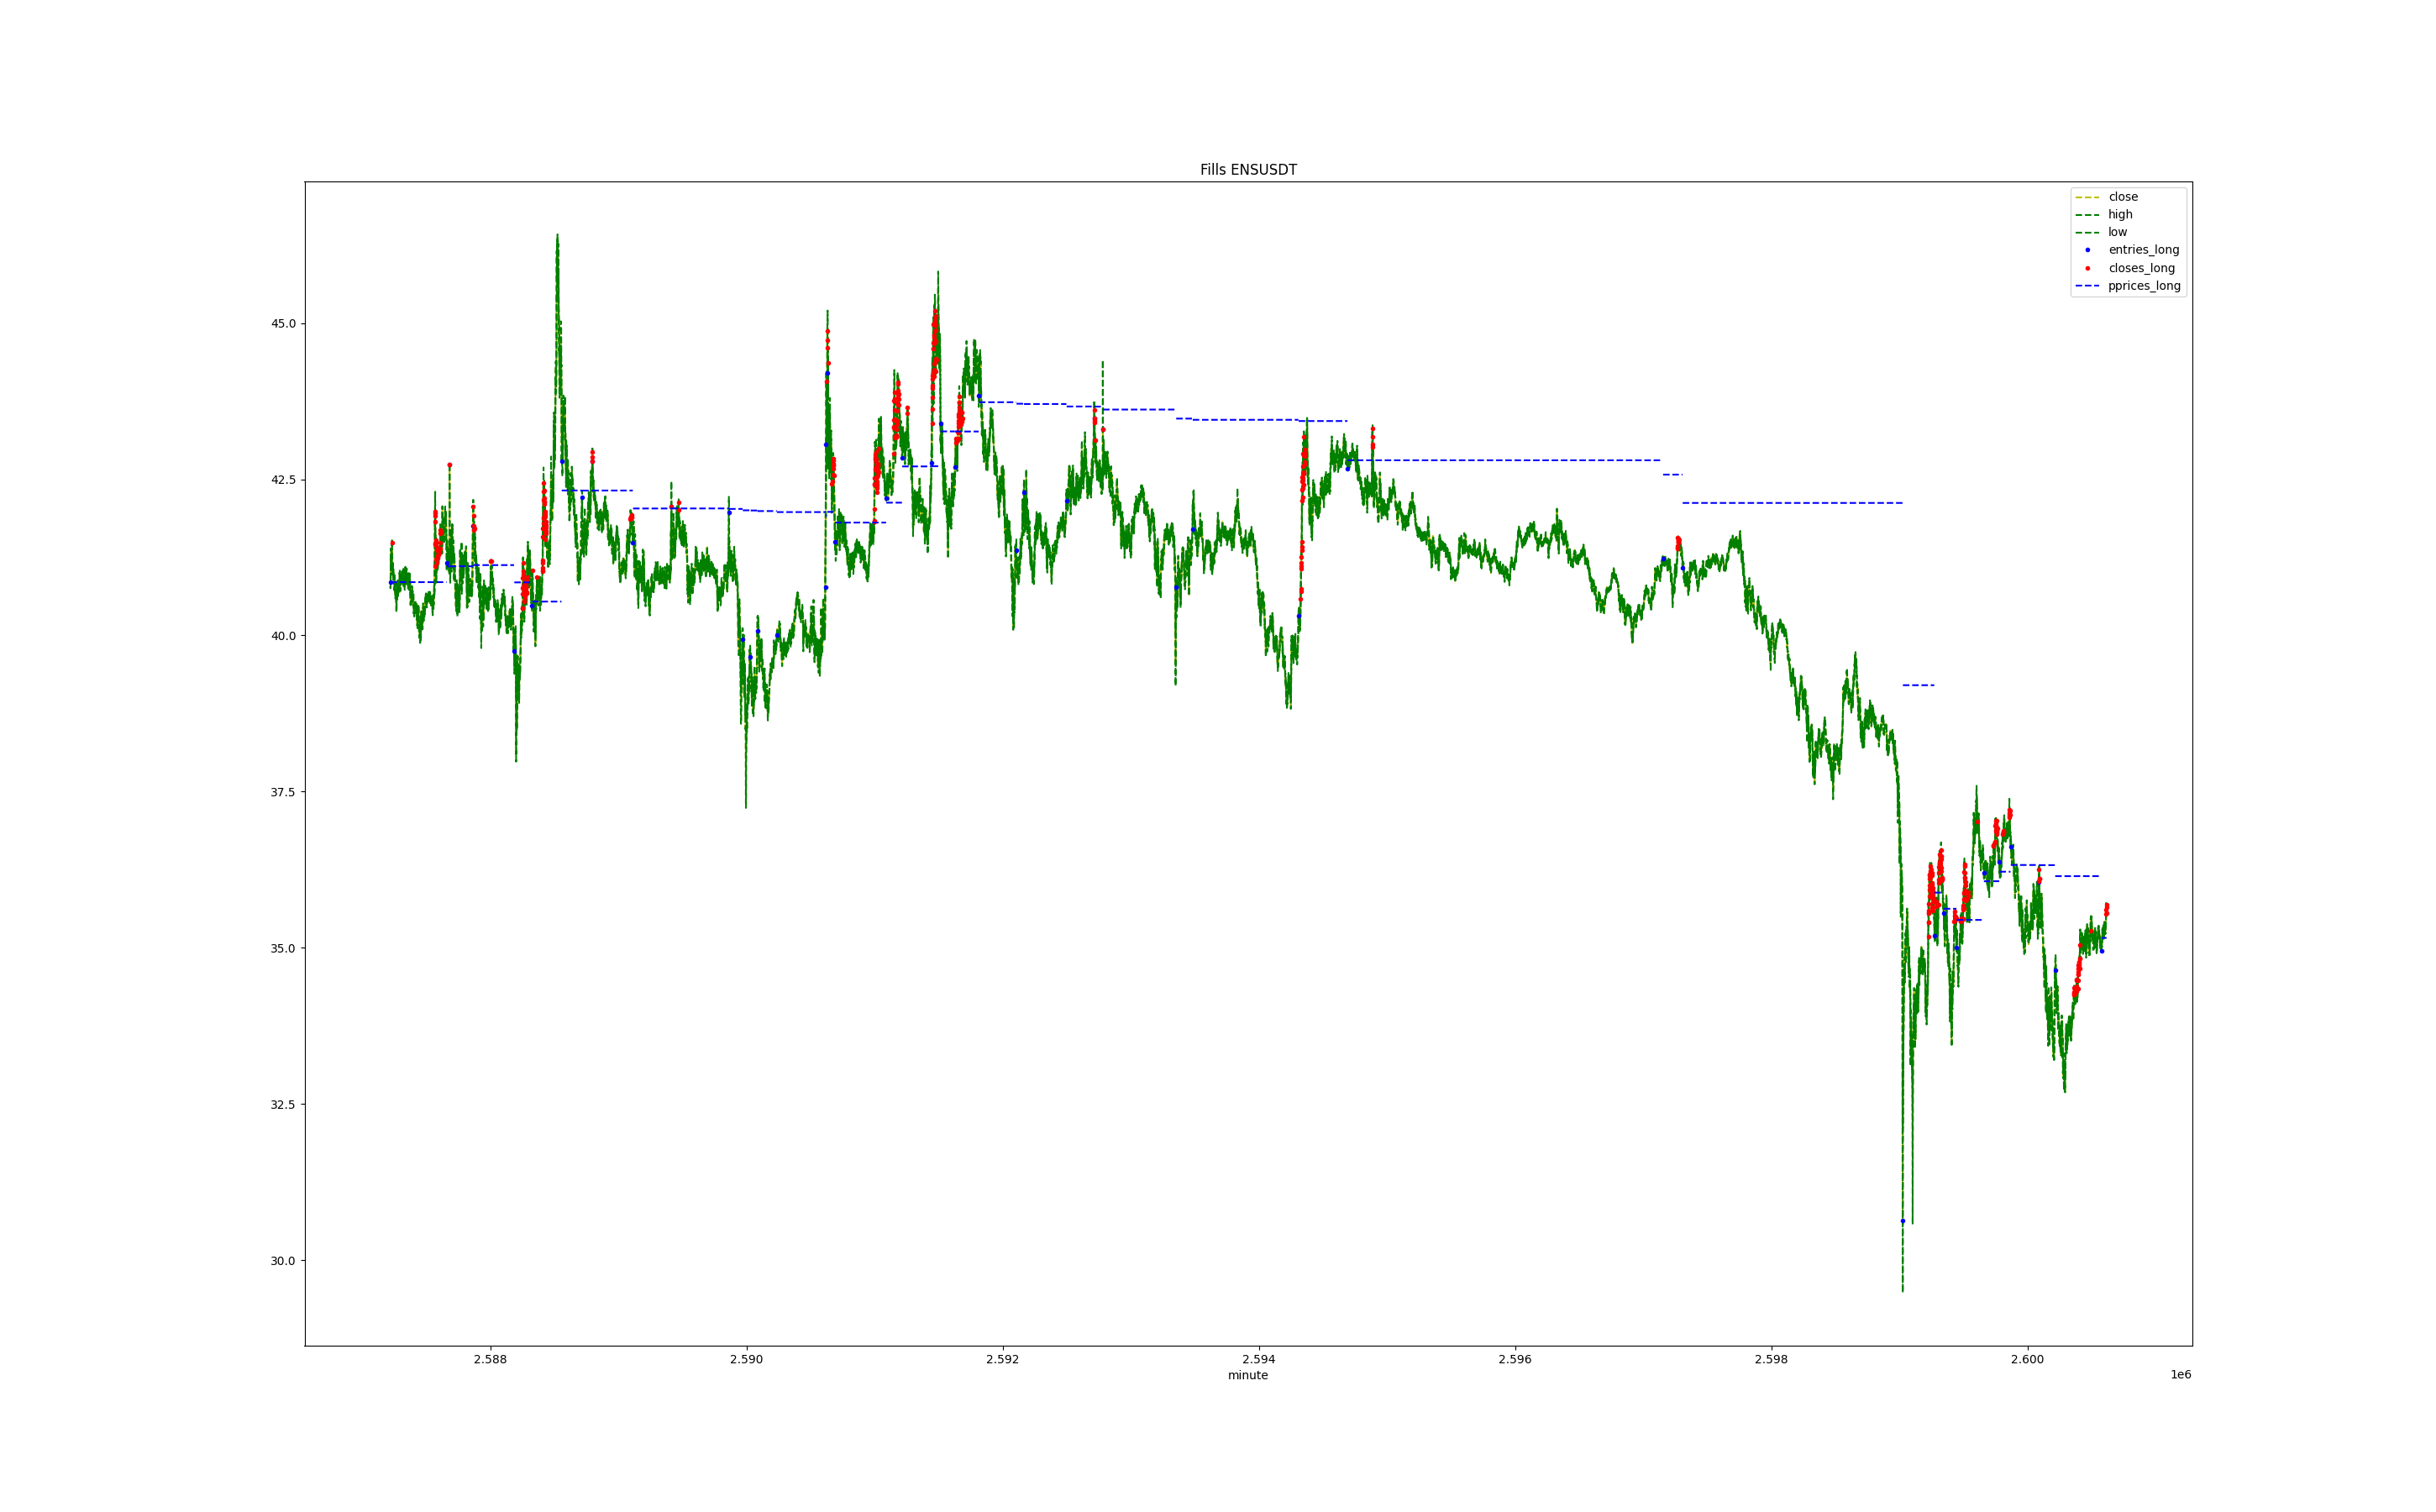 Fills ENSUSDT
close
high
low
entries_long
closes_long
pprices_long
45.0
42.5
40.0
37.5
35.0
32.5
30.0
2.588 2.590 2.592 2.594 2.596 2.598 2.600
minute
1e6